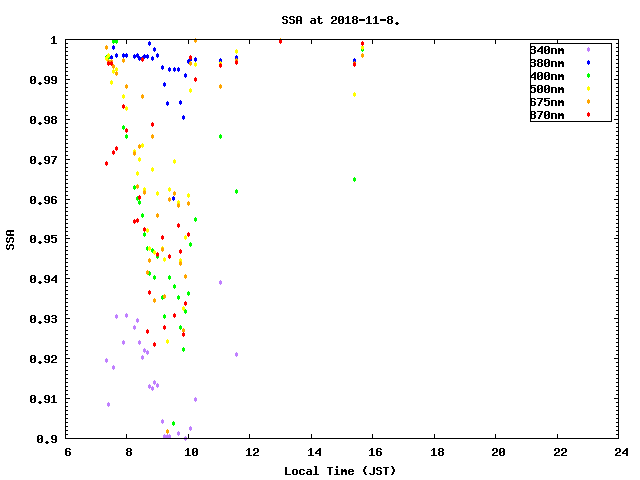 SSA at 2018-11-8.
1
0.99
0.98
0.97
0.96
0.95
0.94
0.93
0.92
0.91
0.9
SSA
340nm
380nm
400nm
500nm
675nm
870nm
6 8 10 12 14 16 18 20 22 24
Local Time (JST)